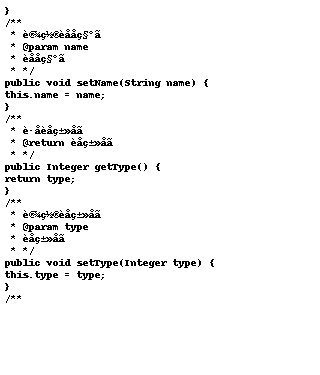 }
/**
* è®¾ç½®èååç§°ã
* @param name
* èååç§°ã
* */
public void setName(String name) {
this.name = name;
}
/**
* è·åèåç±»åã
* @return èåç±»åã
* */
public Integer getType() {
return type;
}
/**
* è®¾ç½®èåç±»åã
* @param type
* èåç±»åã
* */
public void setType(Integer type) {
this.type = type;
}
/**